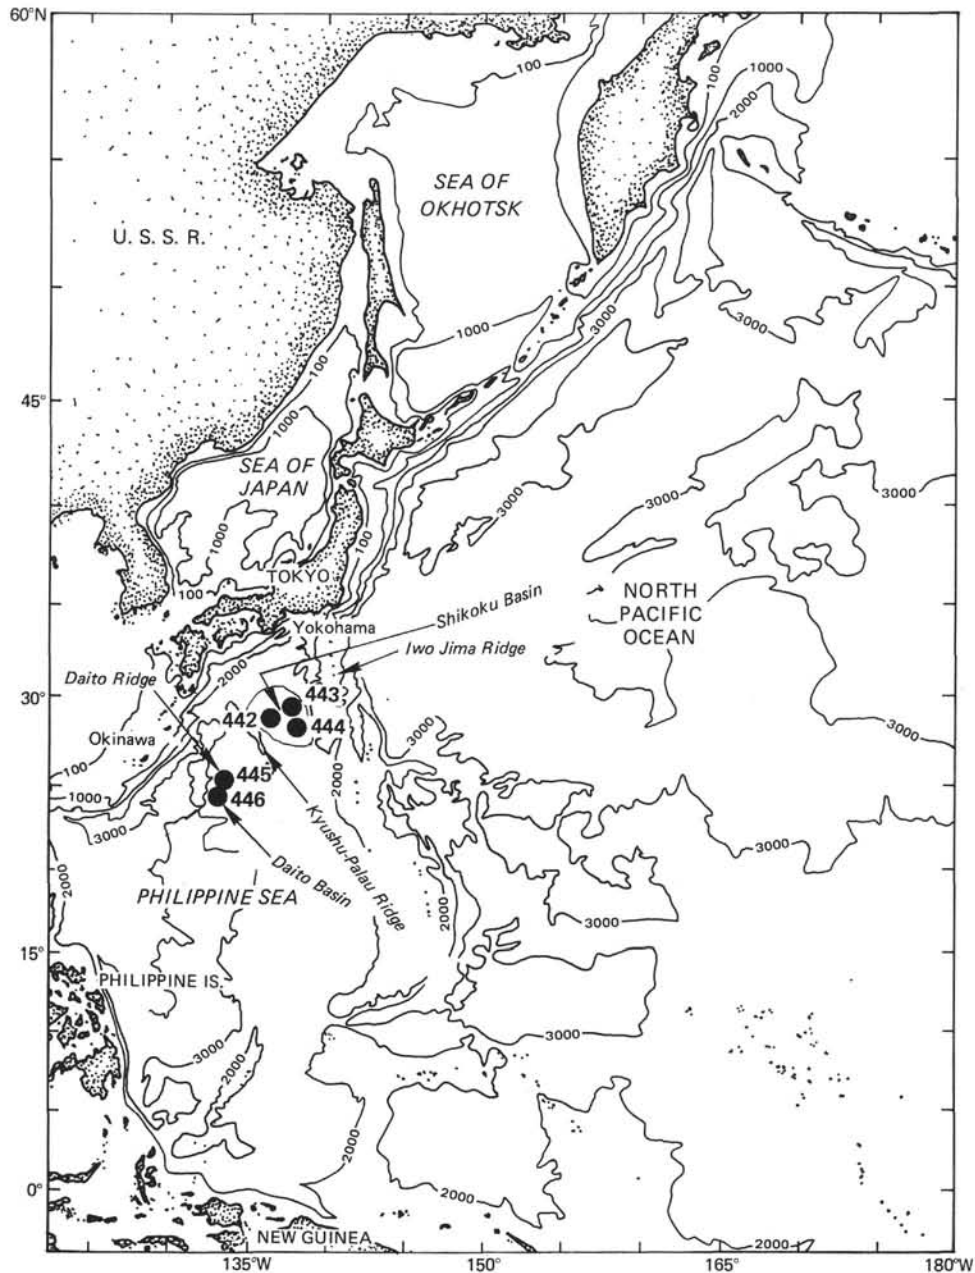 60°N
100
100
1000
2000
SEA OF
OKHOTSK
U. S. S. R.
1000
3000
3000
100
45°
1000
SEA OF
JAPAN
3000
3000
3000
1000
100
TOKYO
100
NORTH
PACIFIC
OCEAN
Shikoku Basin
Yokohama
Iwo Jima Ridge
2000
Daito Ridge
30°
443
2000
442
444
3000
3000
Okinawa
100
445
2000
1000
446
3000
3000
Kyushu-Palau Ridge
Daito Basin
2000
PHILIPPINE SEA
2000
3000
15°
PHILIPPINE IS.
3000
3000
2000
2000
2000
0°
2000
NEW GUINEA
2000
135°W
150°
165°
180°W